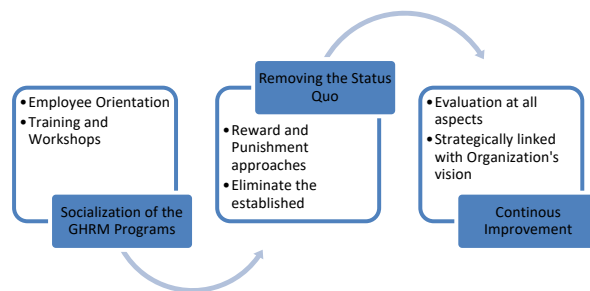 • Employee Orientation
• Training and
Workshops
Socialization of the
GHRM Programs
Removing the Status
Quo
• Reward and
Punishment
approaches
• Eliminate the
established
• Evaluation at all
aspects
• Strategically linked
with Organization's
vision
Continous
Improvement